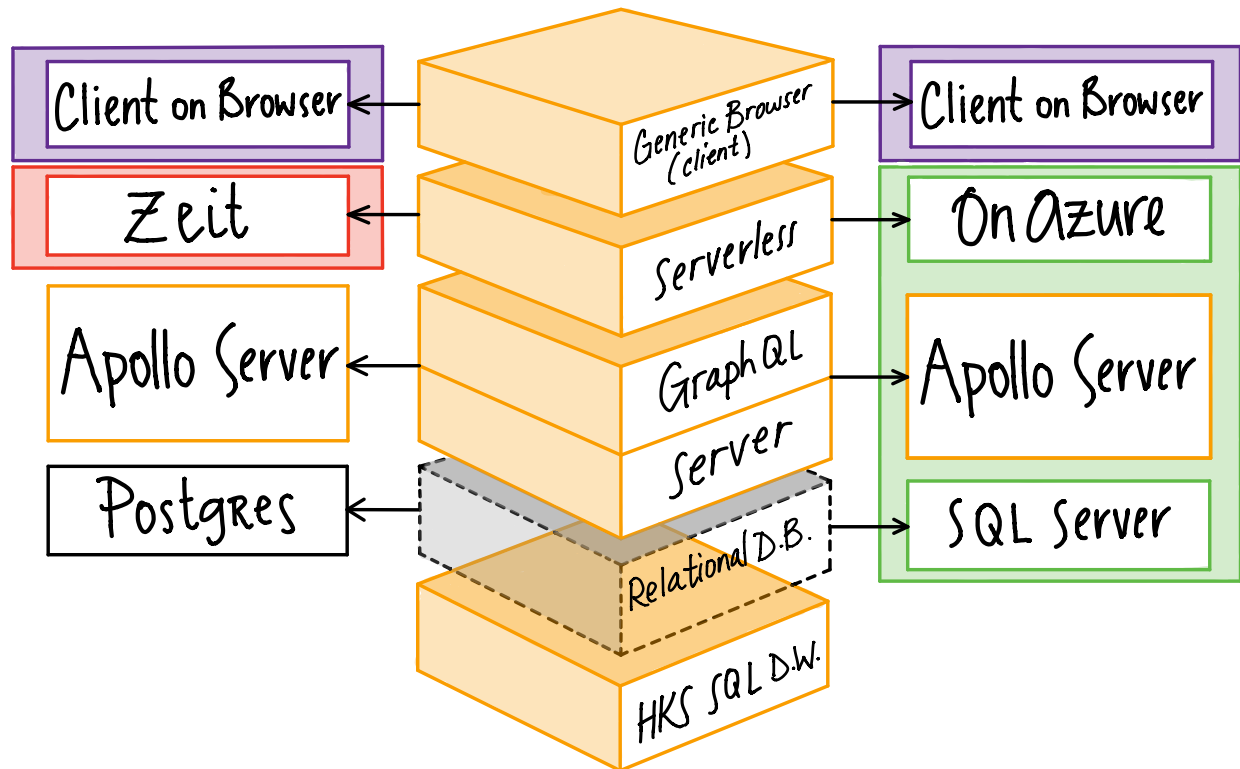 Client on Browser
Zeit
Apollo Server
Postgres
Generic Browser
(client)
Serverless
GraphQL
Server
Relational D.B.
HKS SQL D.W.
Client on Browser
On Azure
Apollo Server
SQL Server